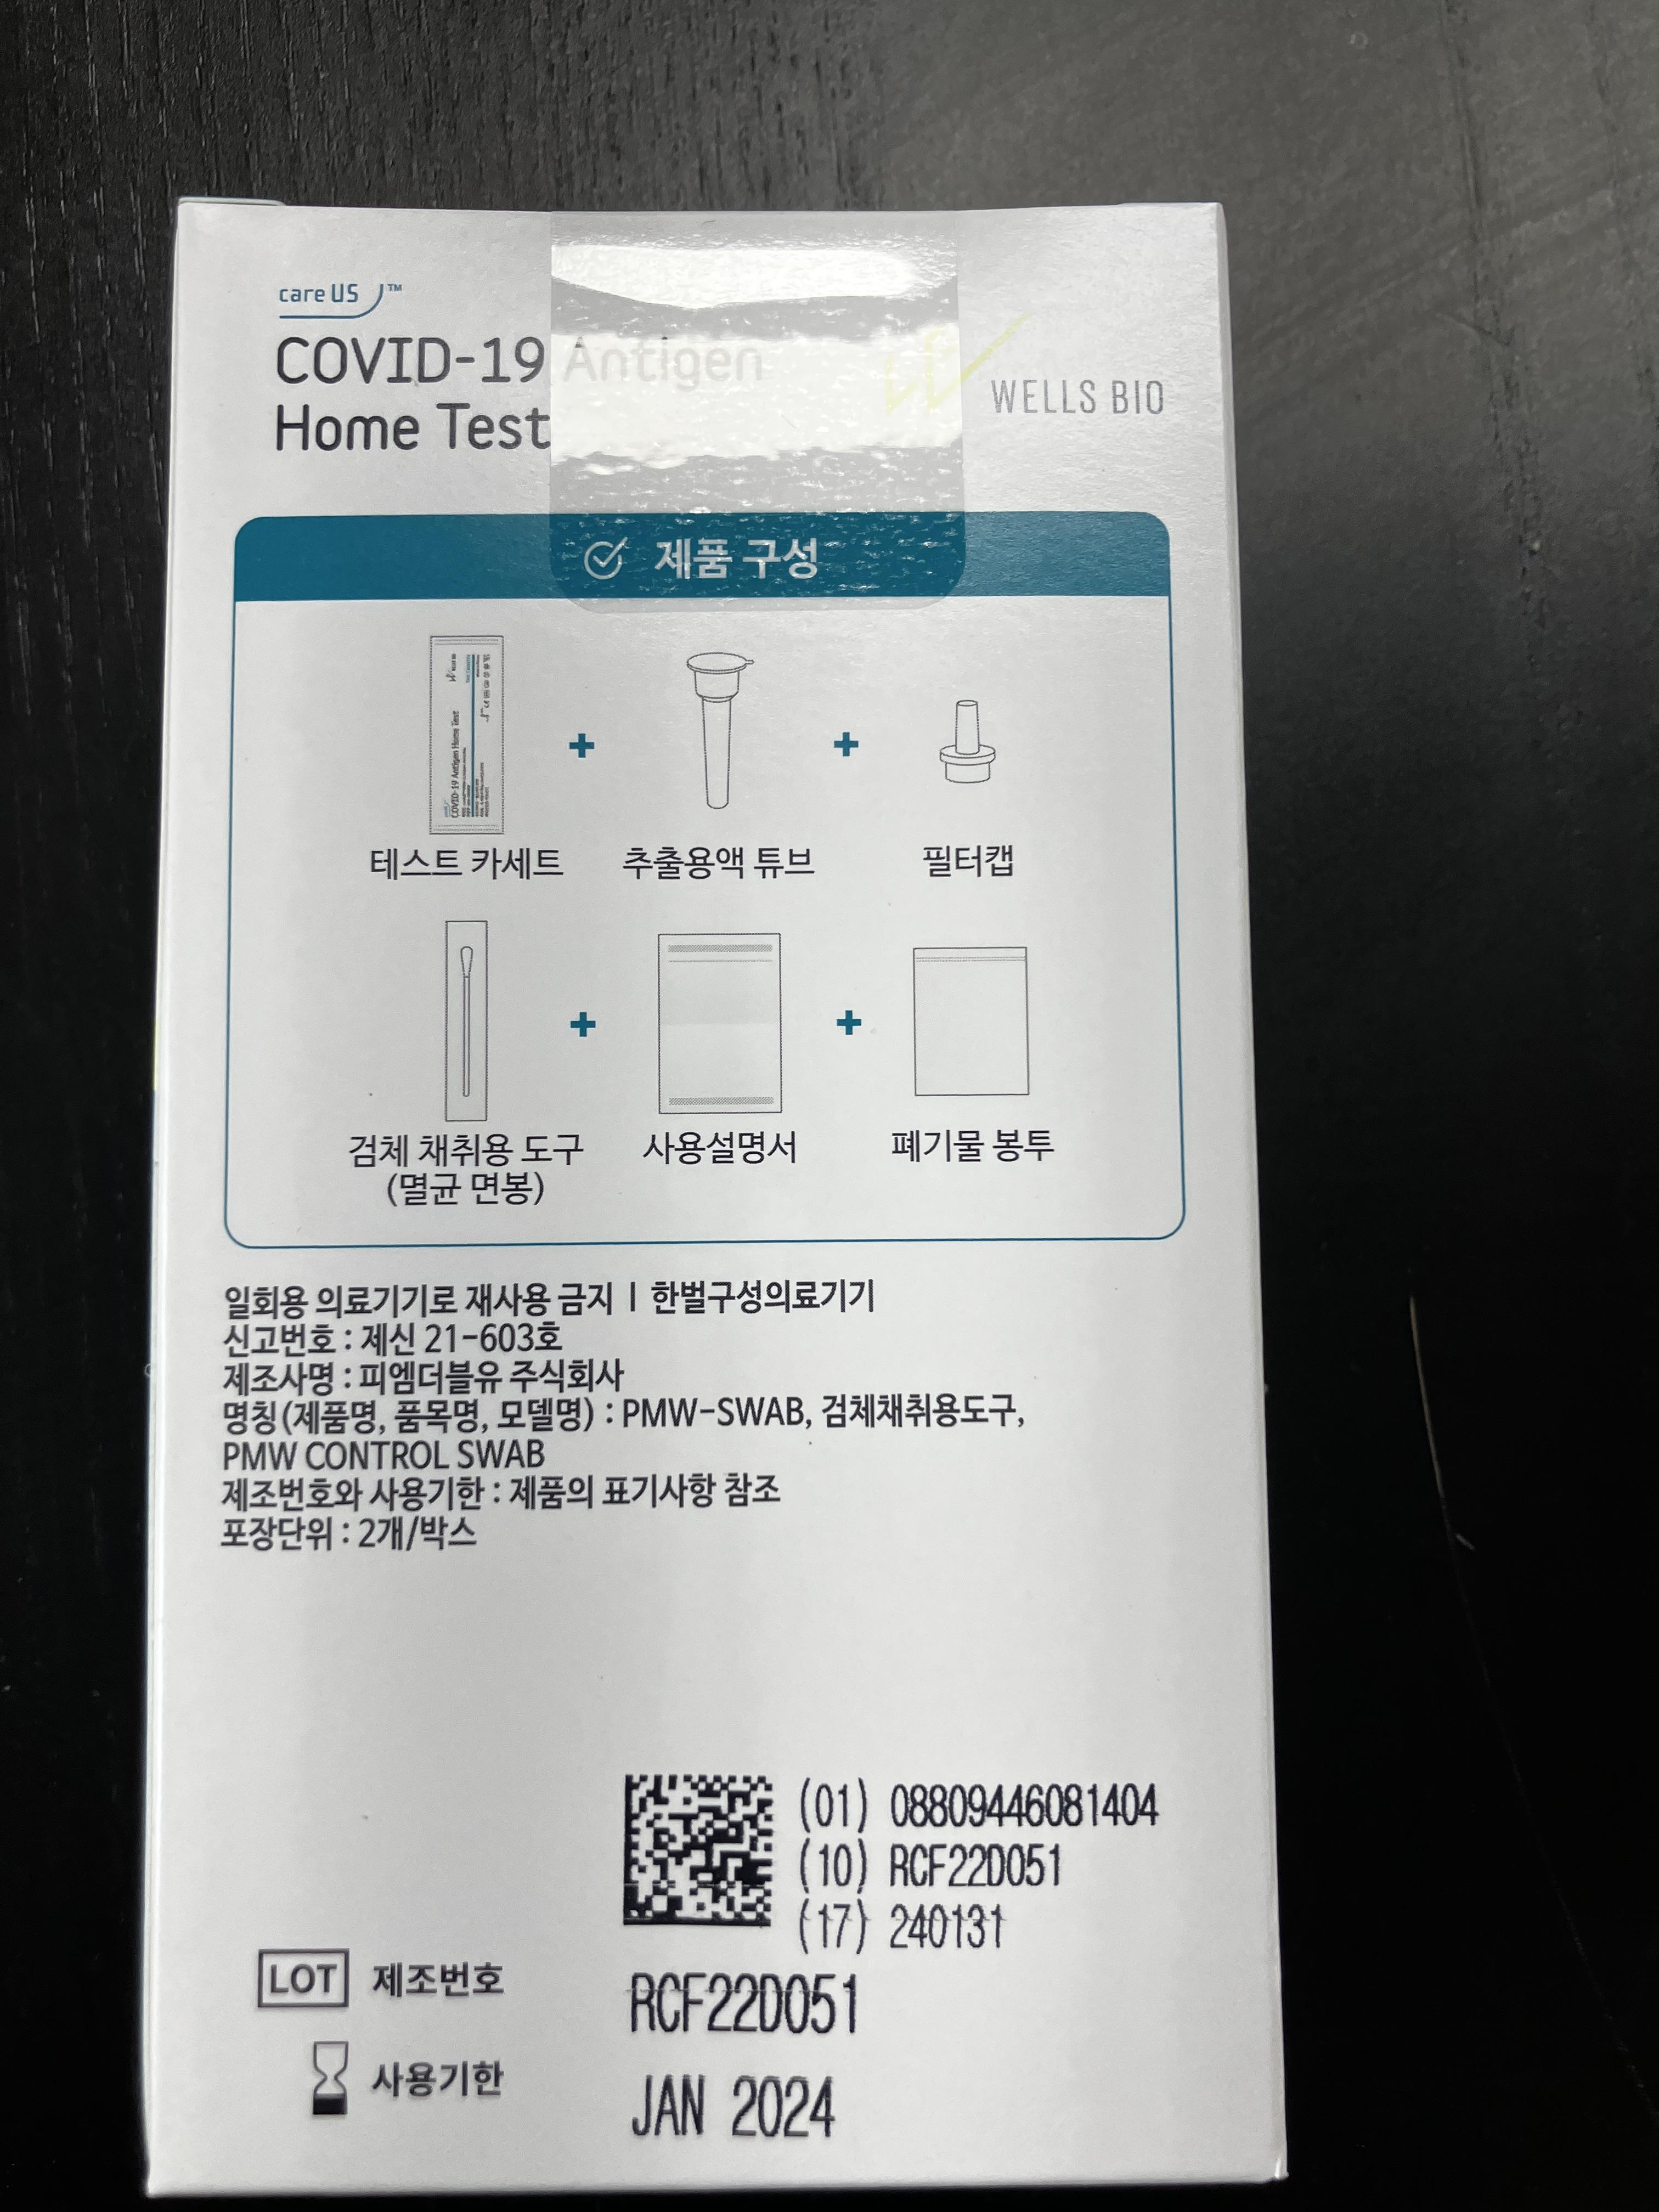 care US ™
COVID-19 Antigen
Home Test
WELLS BIO
제품 구성
COVID-19 Antigen Home Test
테스트 카세트
추출용액 튜브
필터캡
검체 채취용 도구
(멸균 면봉)
사용설명서
폐기물 봉투
일회용 의료기기로 재사용 금지 | 한벌구성의료기기
신고번호 : 제신 21-603호
제조사명 : 피엠더블유 주식회사
명칭(제품명, 품목명, 모델명) : PMW-SWAB, 검체채취용도구,
PMW CONTROL SWAB
제조번호와 사용기한 : 제품의 표기사항 참조
포장단위 : 2개/박스
(01) 08809446081404
(10) RCF22D051
(17) 240131
LOT 제조번호 RCF22D051
사용기한 JAN 2024